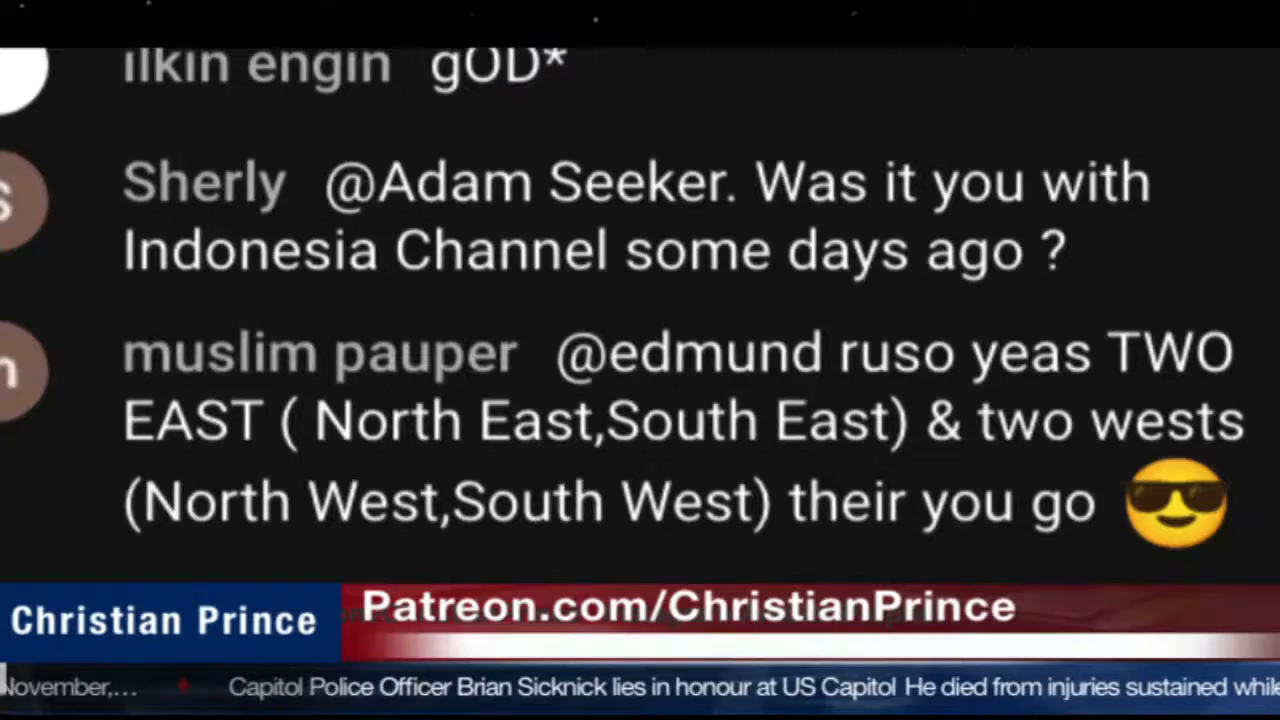 ilkin engin gOD*
Sherly @Adam Seeker. Was it you with
Indonesia Channel some days ago ?
muslim pauper @edmund ruso yeas TWO
EAST ( North East,South East) & two wests
(North West,South West) their you go 😎
Christian Prince
Patreon.com/ChristianPrince
November,... Capitol Police Officer Brian Sicknick lies in honour at US Capitol He died from injuries sustained while